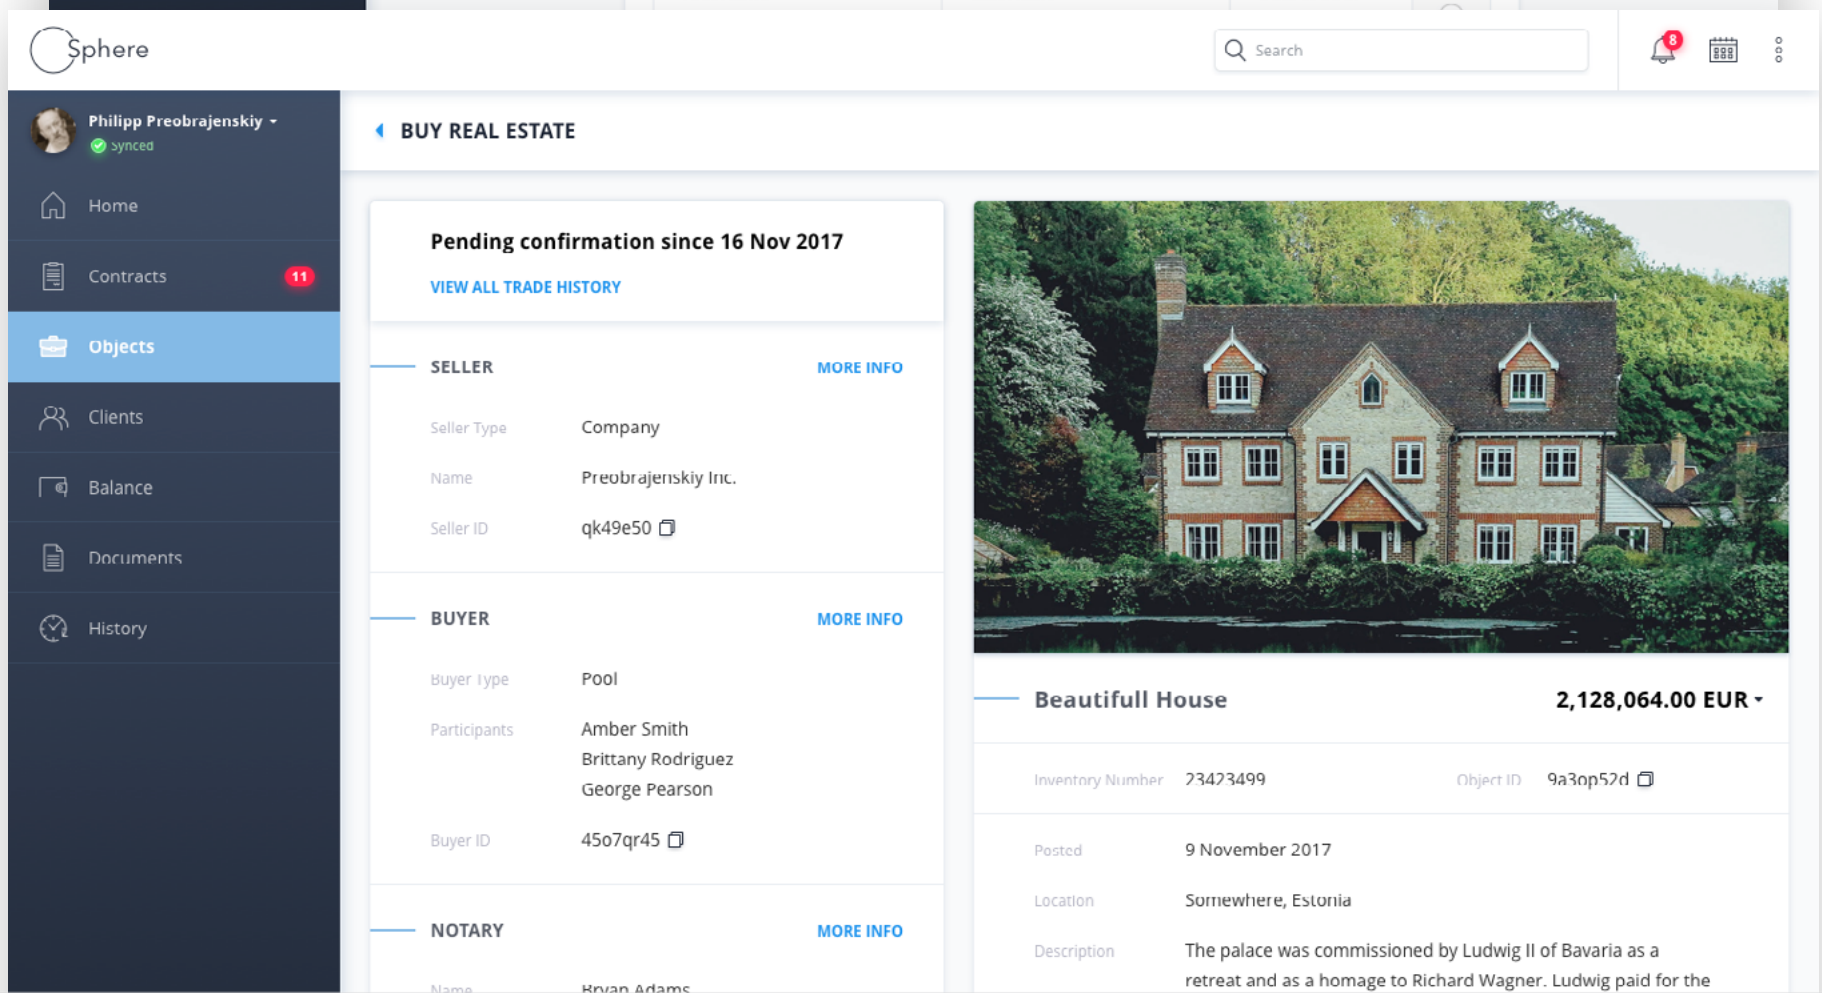 Sphere
Search
8
Philipp Preobrajenskiy
Synced
Home
Contracts
11
Objects
Clients
Balance
Documents
History
BUY REAL ESTATE
Pending confirmation since 16 Nov 2017
VIEW ALL TRADE HISTORY
SELLER
MORE INFO
Seller Type
Company
Name
Preobrajenskiy Inc.
Seller ID
qk49e50
BUYER
MORE INFO
Buyer Type
Pool
Participants
Amber Smith
Brittany Rodriguez
George Pearson
Buyer ID
45o7qr45
NOTARY
MORE INFO
Name
Bryan Adams
Beautifull House
2,128,064.00 EUR
Inventory Number
23423499
Object ID
9a3op52d
Posted
9 November 2017
Location
Somewhere, Estonia
Description
The palace was commissioned by Ludwig II of Bavaria as a
retreat and as a homage to Richard Wagner. Ludwig paid for the